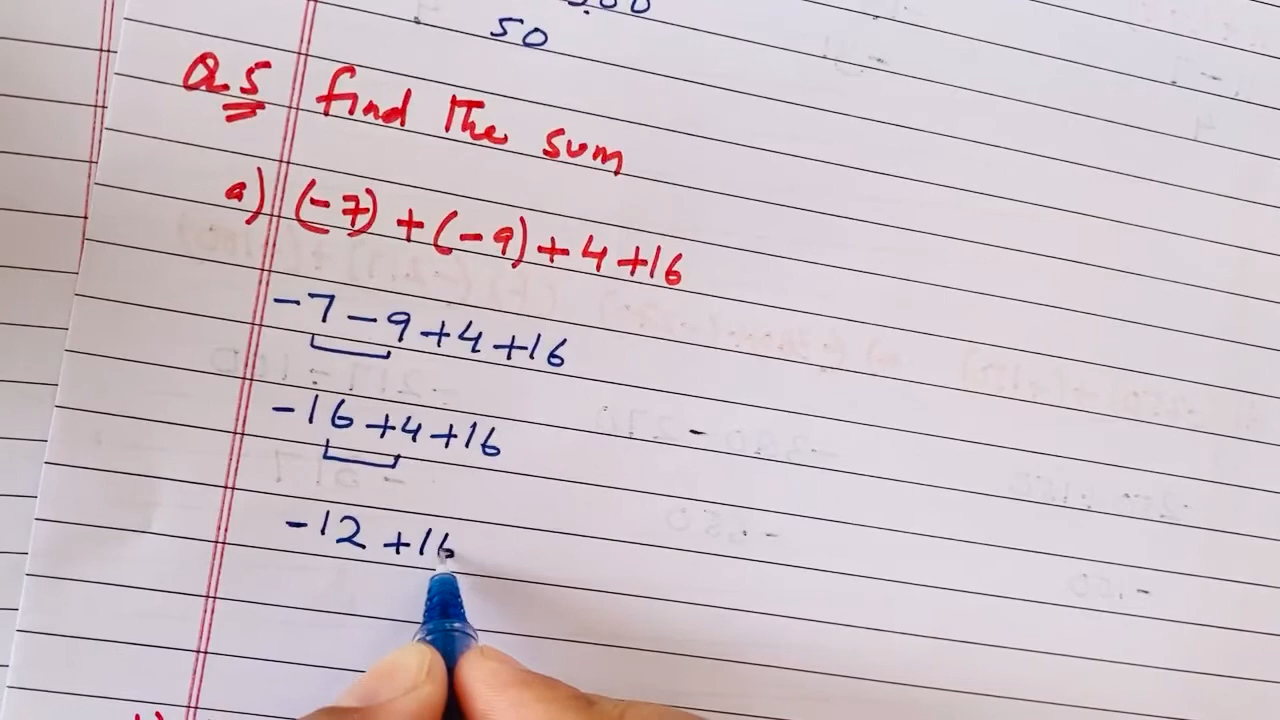 50
Q5 find the sum
a) (-7) + (-9) + 4 +16
-7 - 9 + 4 +16
-16 +4 +16
-12 +16